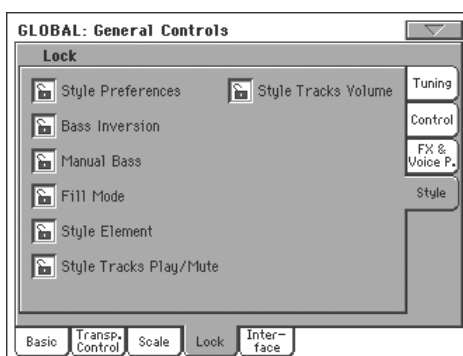 GLOBAL: General Controls
Lock
Style Preferences
Style Tracks Volume
Bass Inversion
Manual Bass
Fill Mode
Style Element
Style Tracks Play/Mute
Tuning
Control
FX &
Voice P.
Style
Basic
Transp.
Control
Scale
Lock
Inter-
face